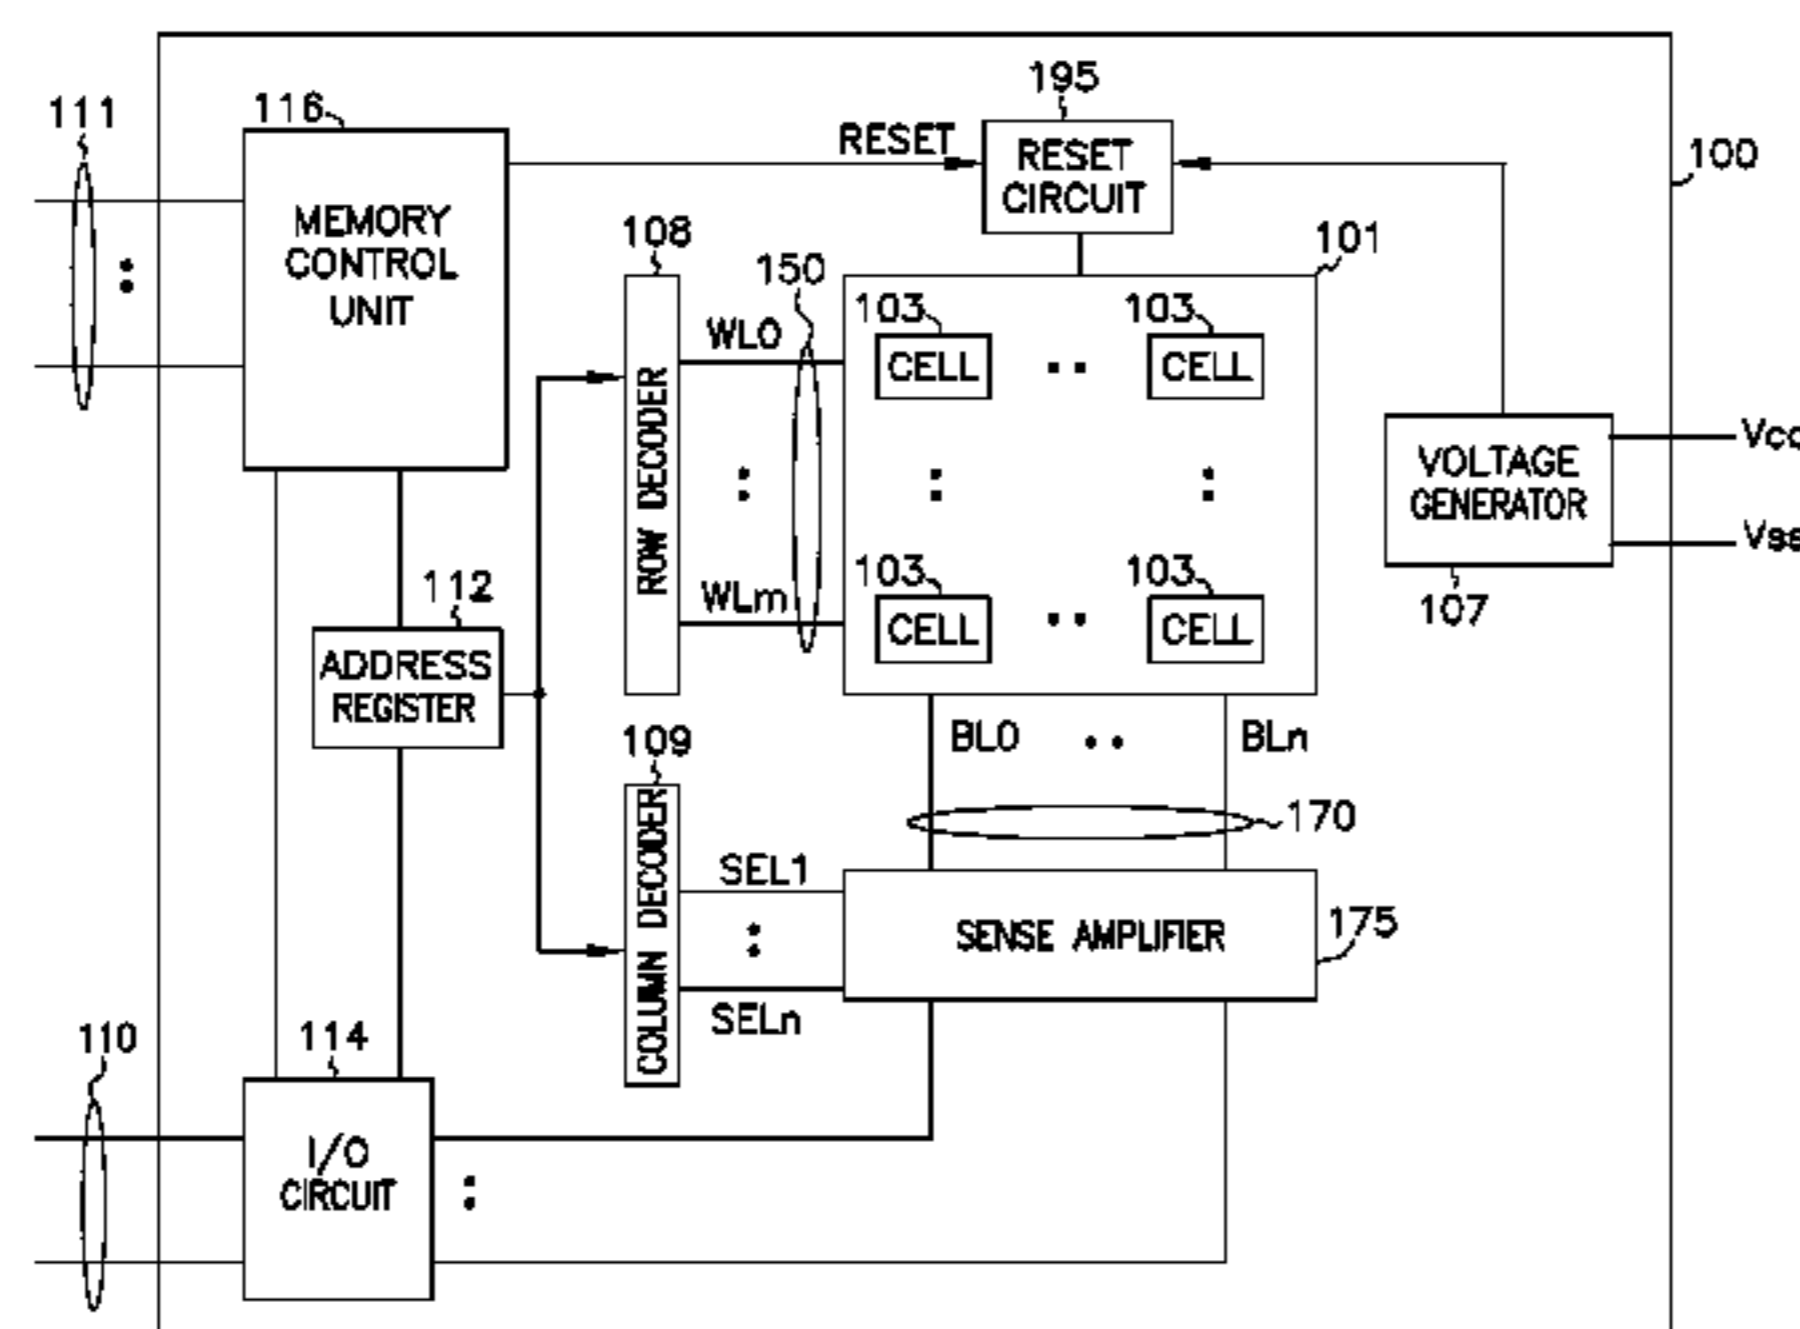 195
116
111
RESET
RESET
CIRCUIT
100
MEMORY
CONTROL
UNIT
108
101
150
103
103
WL0
CELL
CELL
ROW DECODER
VOLTAGE
GENERATOR
Vss
112
WLm
103
103
107
CELL
CELL
ADDRESS
REGISTER
109
BL0
BLn
170
COLUMN DECODER
SEL1
SENSE AMPLIFIER
175
SELn
110
114
I/O
CIRCUIT